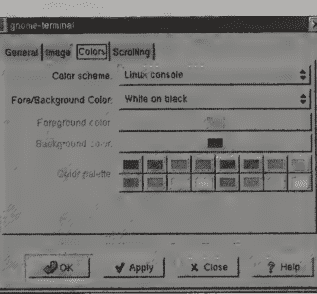 gnome-terminal
General Image Colors Scrolling
Color scheme: Linux console
Fore/Background Color: White on black
Foreground color:
Background color:
Color palette:
OK Apply Close Help